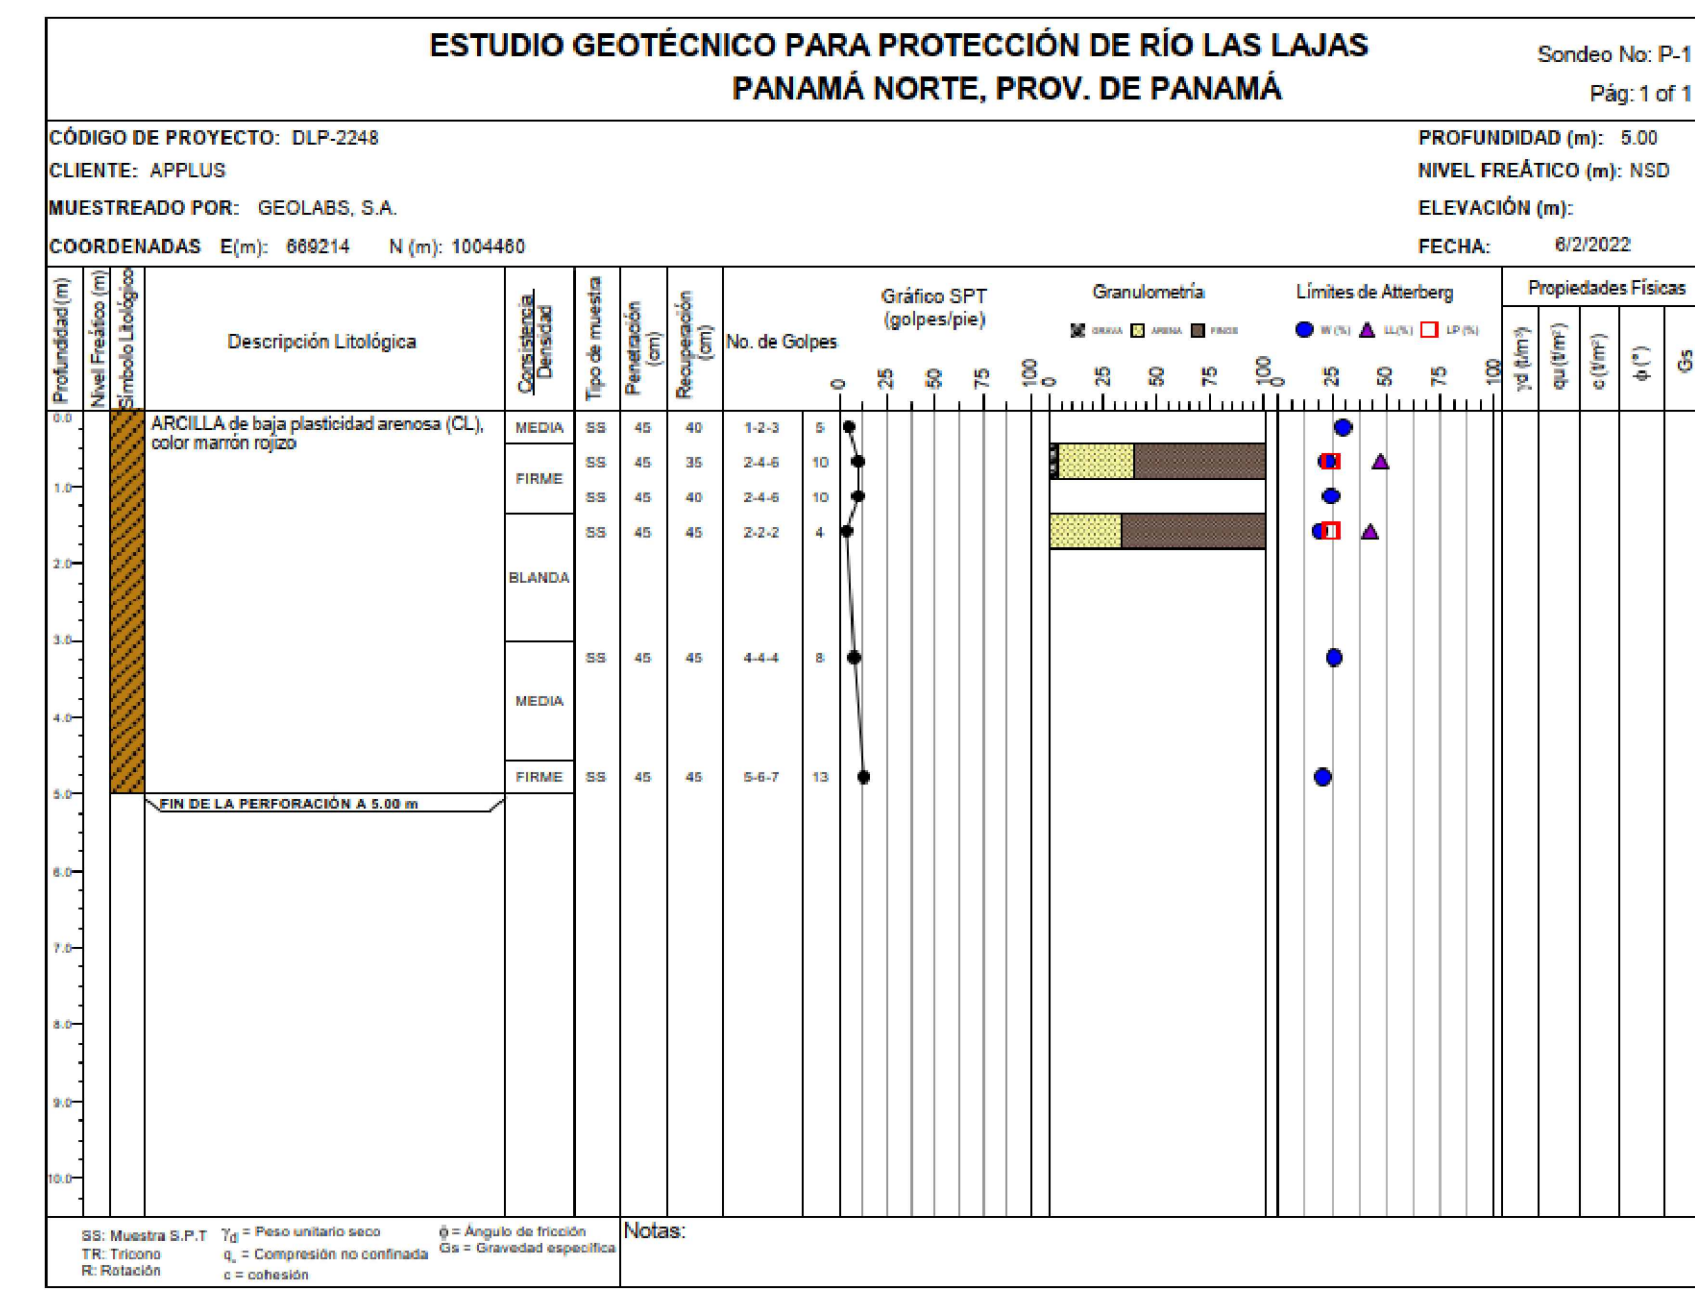 ESTUDIO GEOTÉCNICO PARA PROTECCIÓN DE RÍO LAS LAJAS
PANAMÁ NORTE, PROV. DE PANAMÁ
Sondeo No: P-1
Pág: 1 of 1
CÓDIGO DE PROYECTO: DLP-2248
PROFUNDIDAD (m): 5.00
CLIENTE: APPLUS
NIVEL FREÁTICO (m): NSD
MUESTREADO POR: GEOLABS, S.A.
ELEVACIÓN (m):
COORDENADAS E(m): 669214 N (m): 1004460
FECHA: 6/2/2022
Profundidad (m)
Nivel Freático (m)
Símbolo Litológico
Descripción Litológica
Consistencia
Densidad
Tipo de muestra
Penetración
(cm)
Recuperación
(cm)
No. de Golpes
Gráfico SPT
(golpes/pie)
0 25 50 75 100
Granulometría
GRAVA ARENA FINOS
0 25 50 75 100
Límites de Atterberg
W (%) LL(%) LP (%)
0 25 50 75 100
Propiedades Físicas
γd (t/m³)
qu (t/m²)
c (t/m²)
ϕ (°)
Gs
0.0
ARCILLA de baja plasticidad arenosa (CL),
color marrón rojizo
MEDIA SS 45 40 1-2-3 5
SS 45 35 2-4-6 10
FIRME
1.0
SS 45 40 2-4-6 10
SS 45 45 2-2-2 4
2.0
BLANDA
3.0
SS 45 45 4-4-4 8
MEDIA
4.0
FIRME SS 45 45 5-6-7 13
5.0
FIN DE LA PERFORACIÓN A 5.00 m
6.0
7.0
8.0
9.0
10.0
SS: Muestra S.P.T
TR: Tricono
R: Rotación
γd = Peso unitario seco
qu = Compresión no confinada
c = cohesión
ϕ = Ángulo de fricción
Gs = Gravedad específica
Notas: